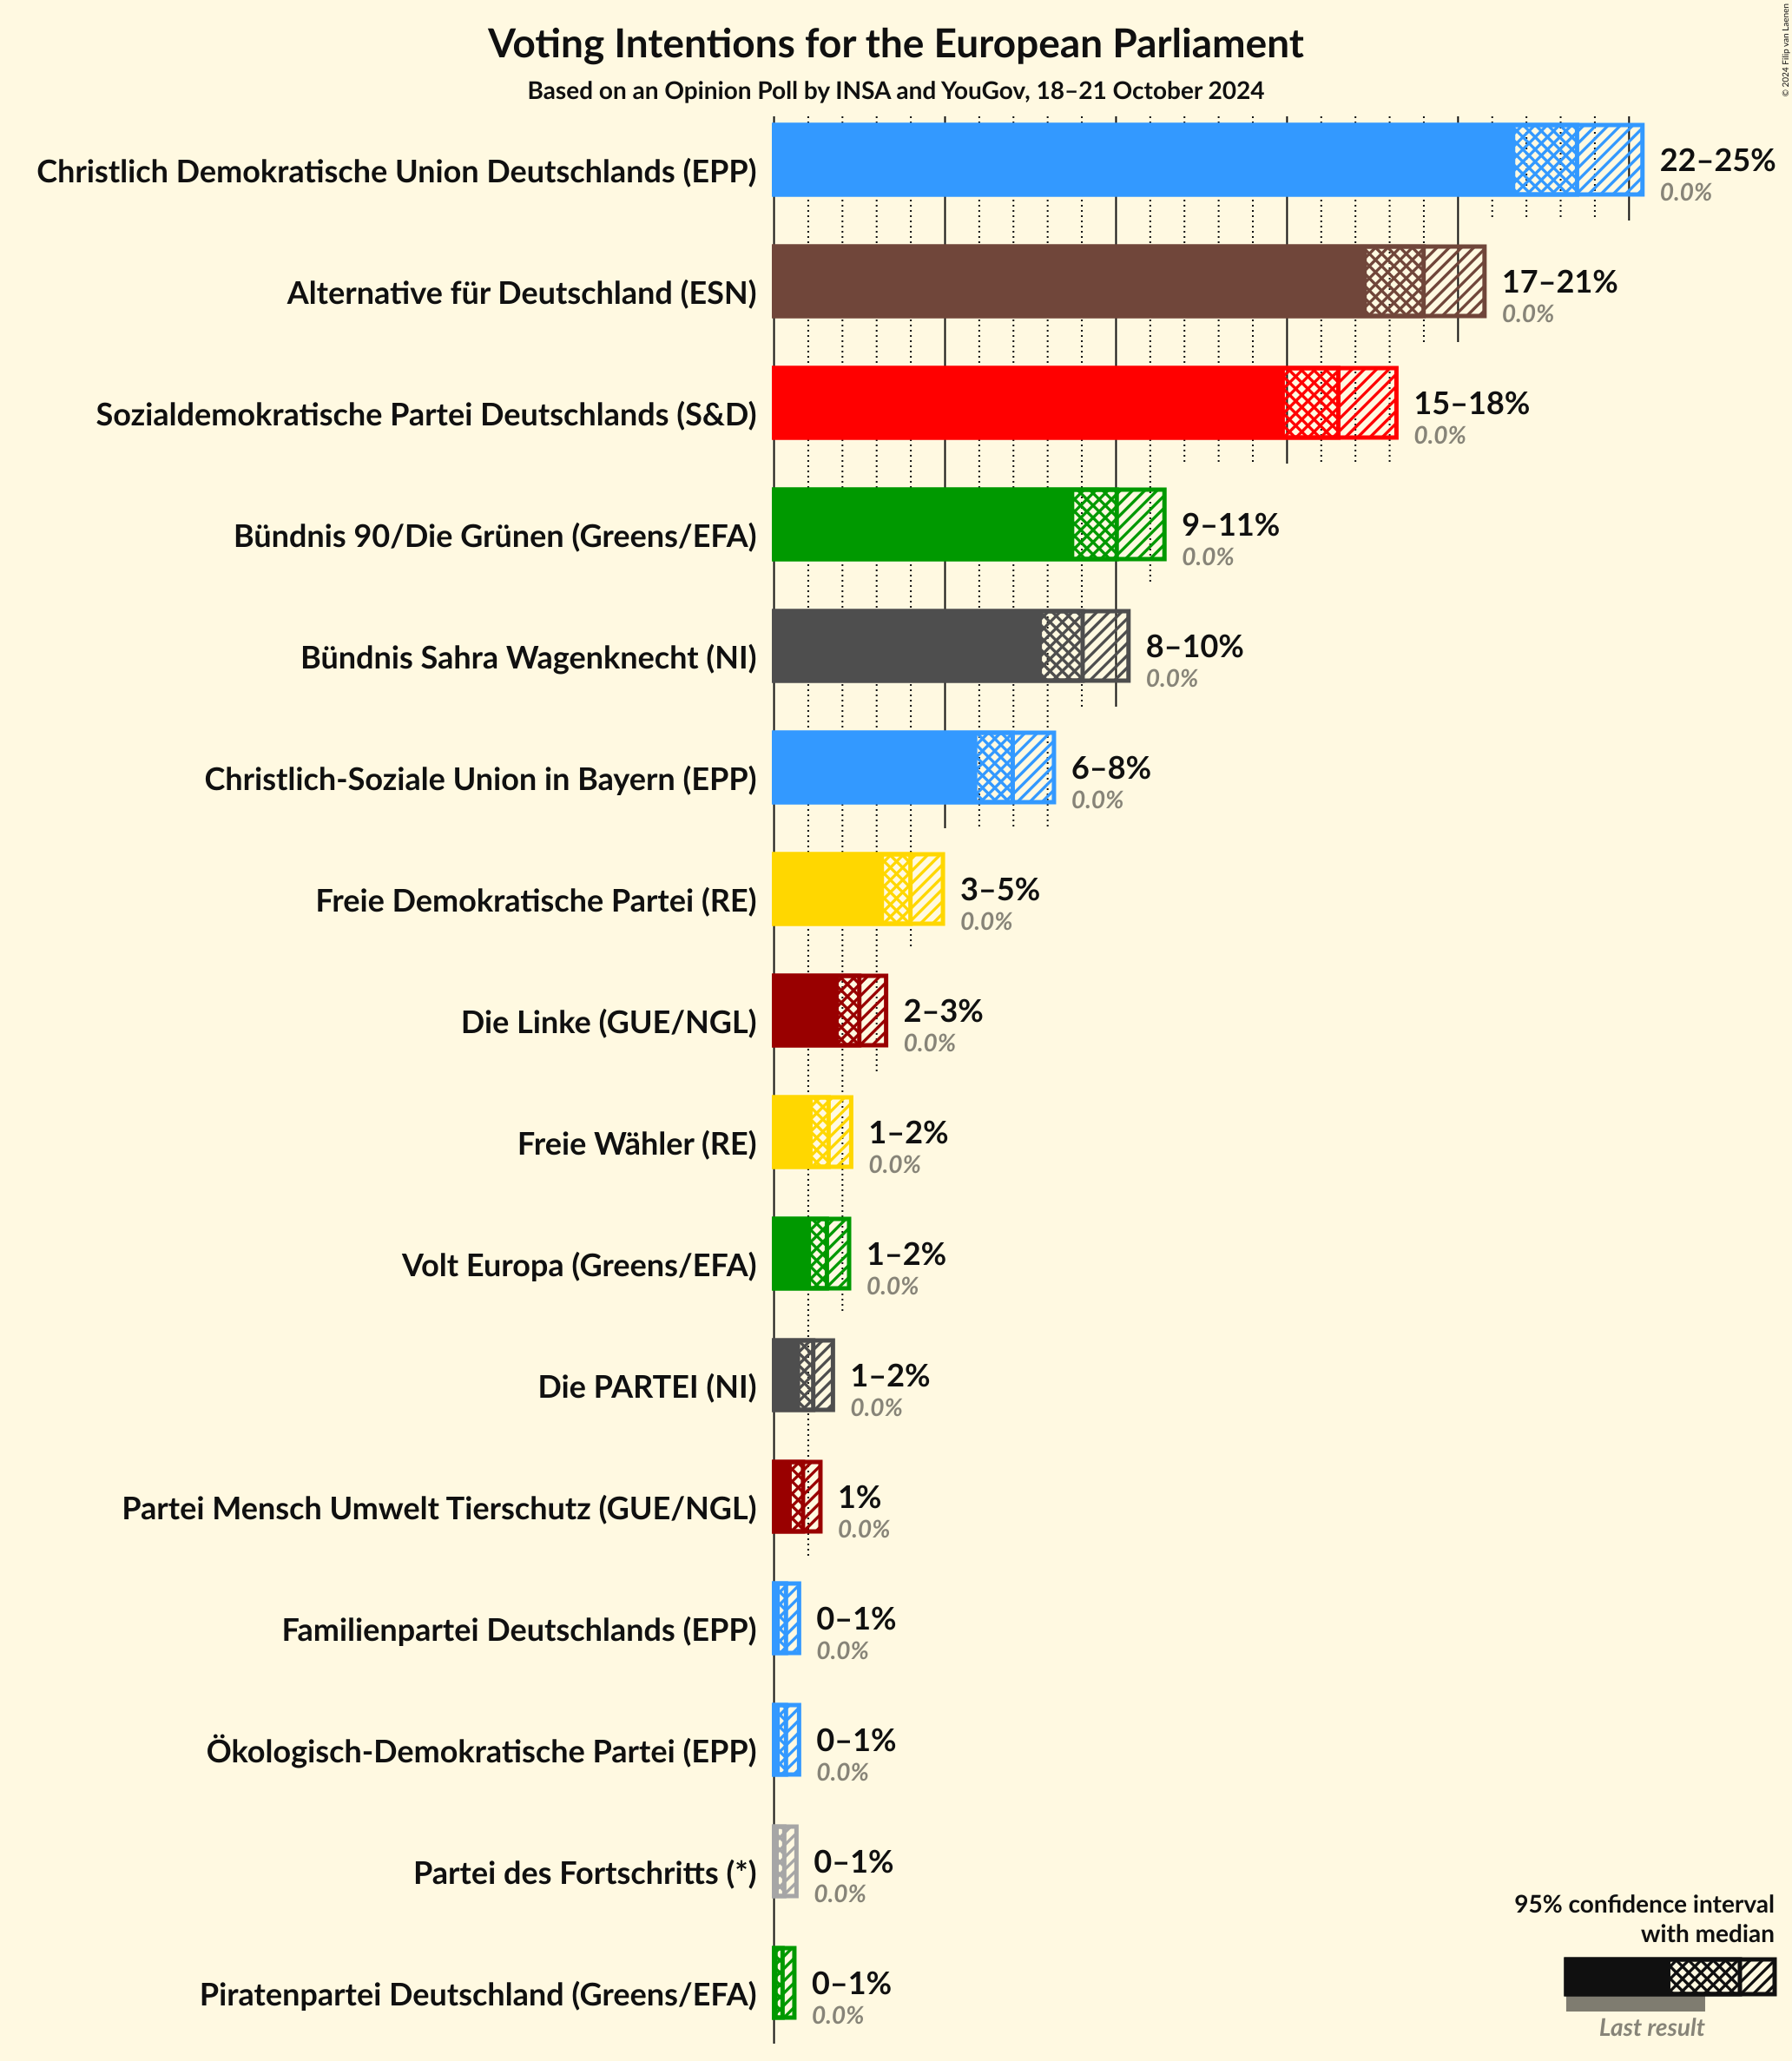 Voting Intentions for the European Parliament
Based on an Opinion Poll by INSA and YouGov, 18–21 October 2024
© 2024 Filip van Laenen
Christlich Demokratische Union Deutschlands (EPP)
22–25%
0.0%
Alternative für Deutschland (ESN)
17–21%
0.0%
Sozialdemokratische Partei Deutschlands (S&D)
15–18%
0.0%
Bündnis 90/Die Grünen (Greens/EFA)
9–11%
0.0%
Bündnis Sahra Wagenknecht (NI)
8–10%
0.0%
Christlich-Soziale Union in Bayern (EPP)
6–8%
0.0%
Freie Demokratische Partei (RE)
3–5%
0.0%
Die Linke (GUE/NGL)
2–3%
0.0%
Freie Wähler (RE)
1–2%
0.0%
Volt Europa (Greens/EFA)
1–2%
0.0%
Die PARTEI (NI)
1–2%
0.0%
Partei Mensch Umwelt Tierschutz (GUE/NGL)
1%
0.0%
Familienpartei Deutschlands (EPP)
0–1%
0.0%
Ökologisch-Demokratische Partei (EPP)
0–1%
0.0%
Partei des Fortschritts (*)
0–1%
0.0%
Piratenpartei Deutschland (Greens/EFA)
0–1%
0.0%
95% confidence interval
with median
Last result